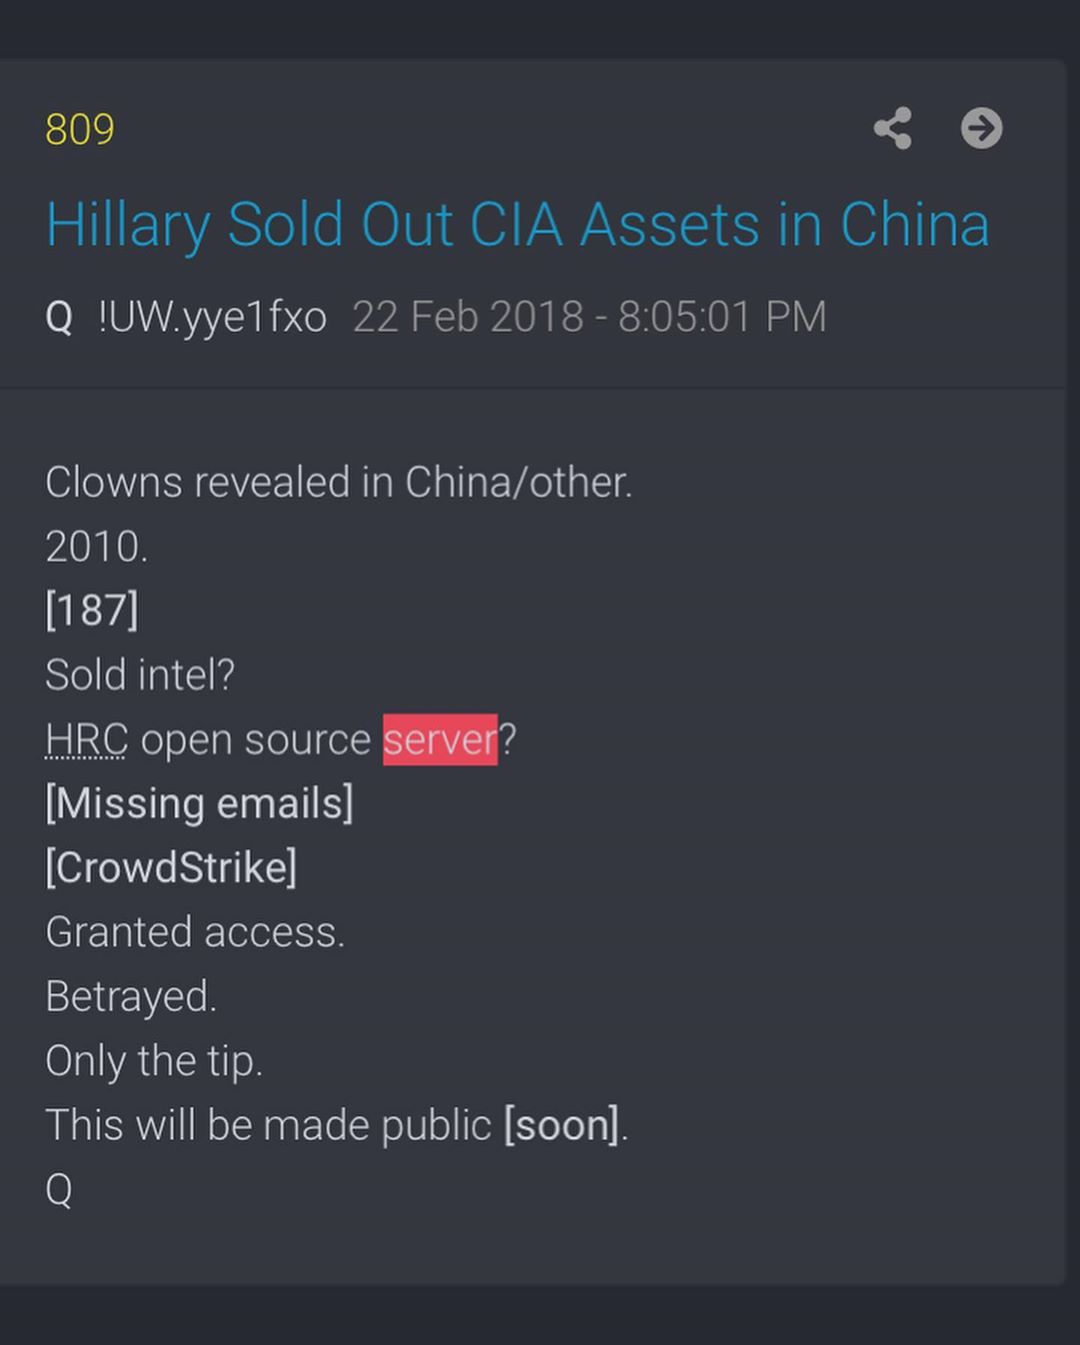 809
Hillary Sold Out CIA Assets in China
Q !UW.yye1fxo 22 Feb 2018 - 8:05:01 PM
Clowns revealed in China/other.
2010.
[187]
Sold intel?
HRC open source server?
[Missing emails]
[CrowdStrike]
Granted access.
Betrayed.
Only the tip.
This will be made public [soon].
Q